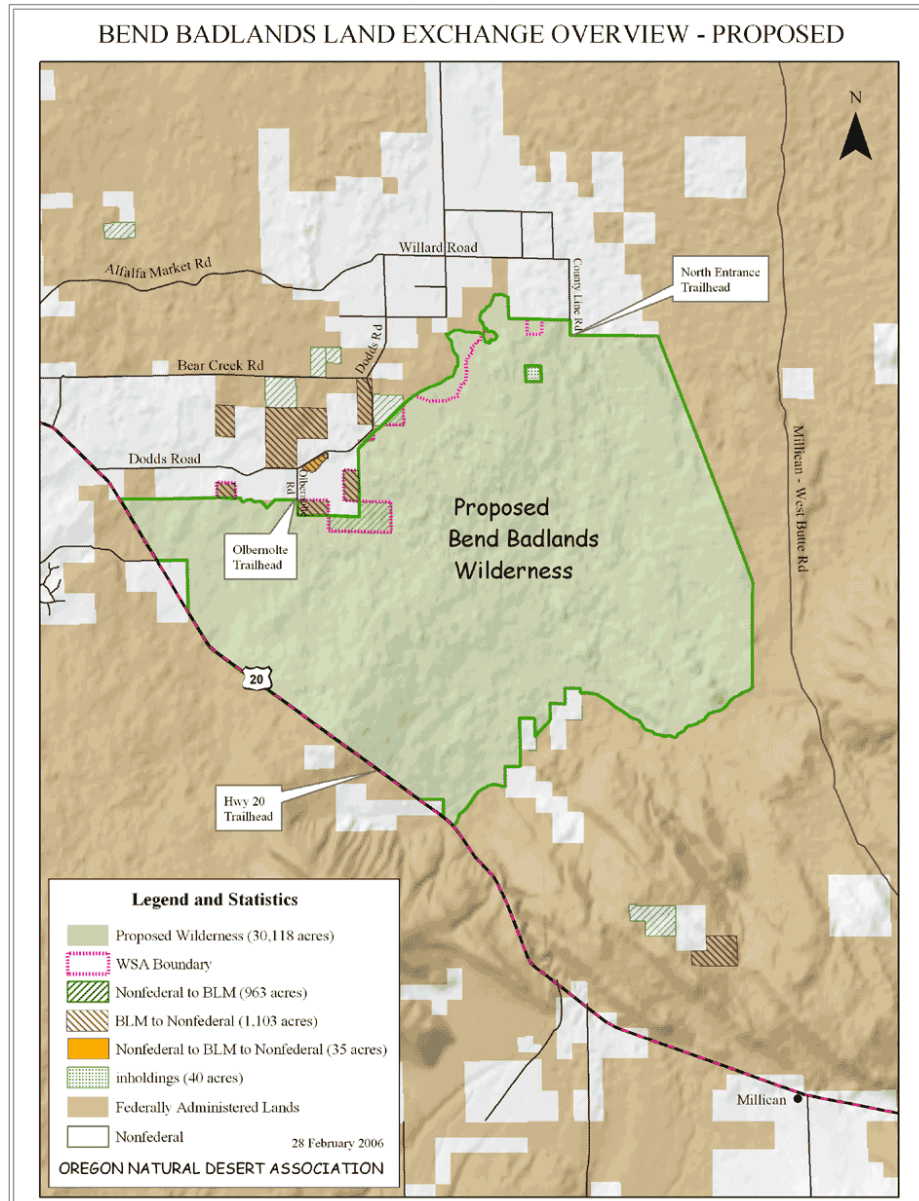 BEND BADLANDS LAND EXCHANGE OVERVIEW - PROPOSED
N
Willard Road
Alfalfa Market Rd
County Line Rd
North Entrance
Trailhead
Dodds Rd
Bear Creek Rd
Dodds Road
Millican - West Butte Rd
Proposed
Bend Badlands
Wilderness
Olbernolte
Trailhead
20
Hwy 20
Trailhead
Legend and Statistics
Proposed Wilderness (30,118 acres)
WSA Boundary
Nonfederal to BLM (963 acres)
BLM to Nonfederal (1,103 acres)
Nonfederal to BLM to Nonfederal (35 acres)
inholdings (40 acres)
Federally Administered Lands
Nonfederal
28 February 2006
OREGON NATURAL DESERT ASSOCIATION
Millican